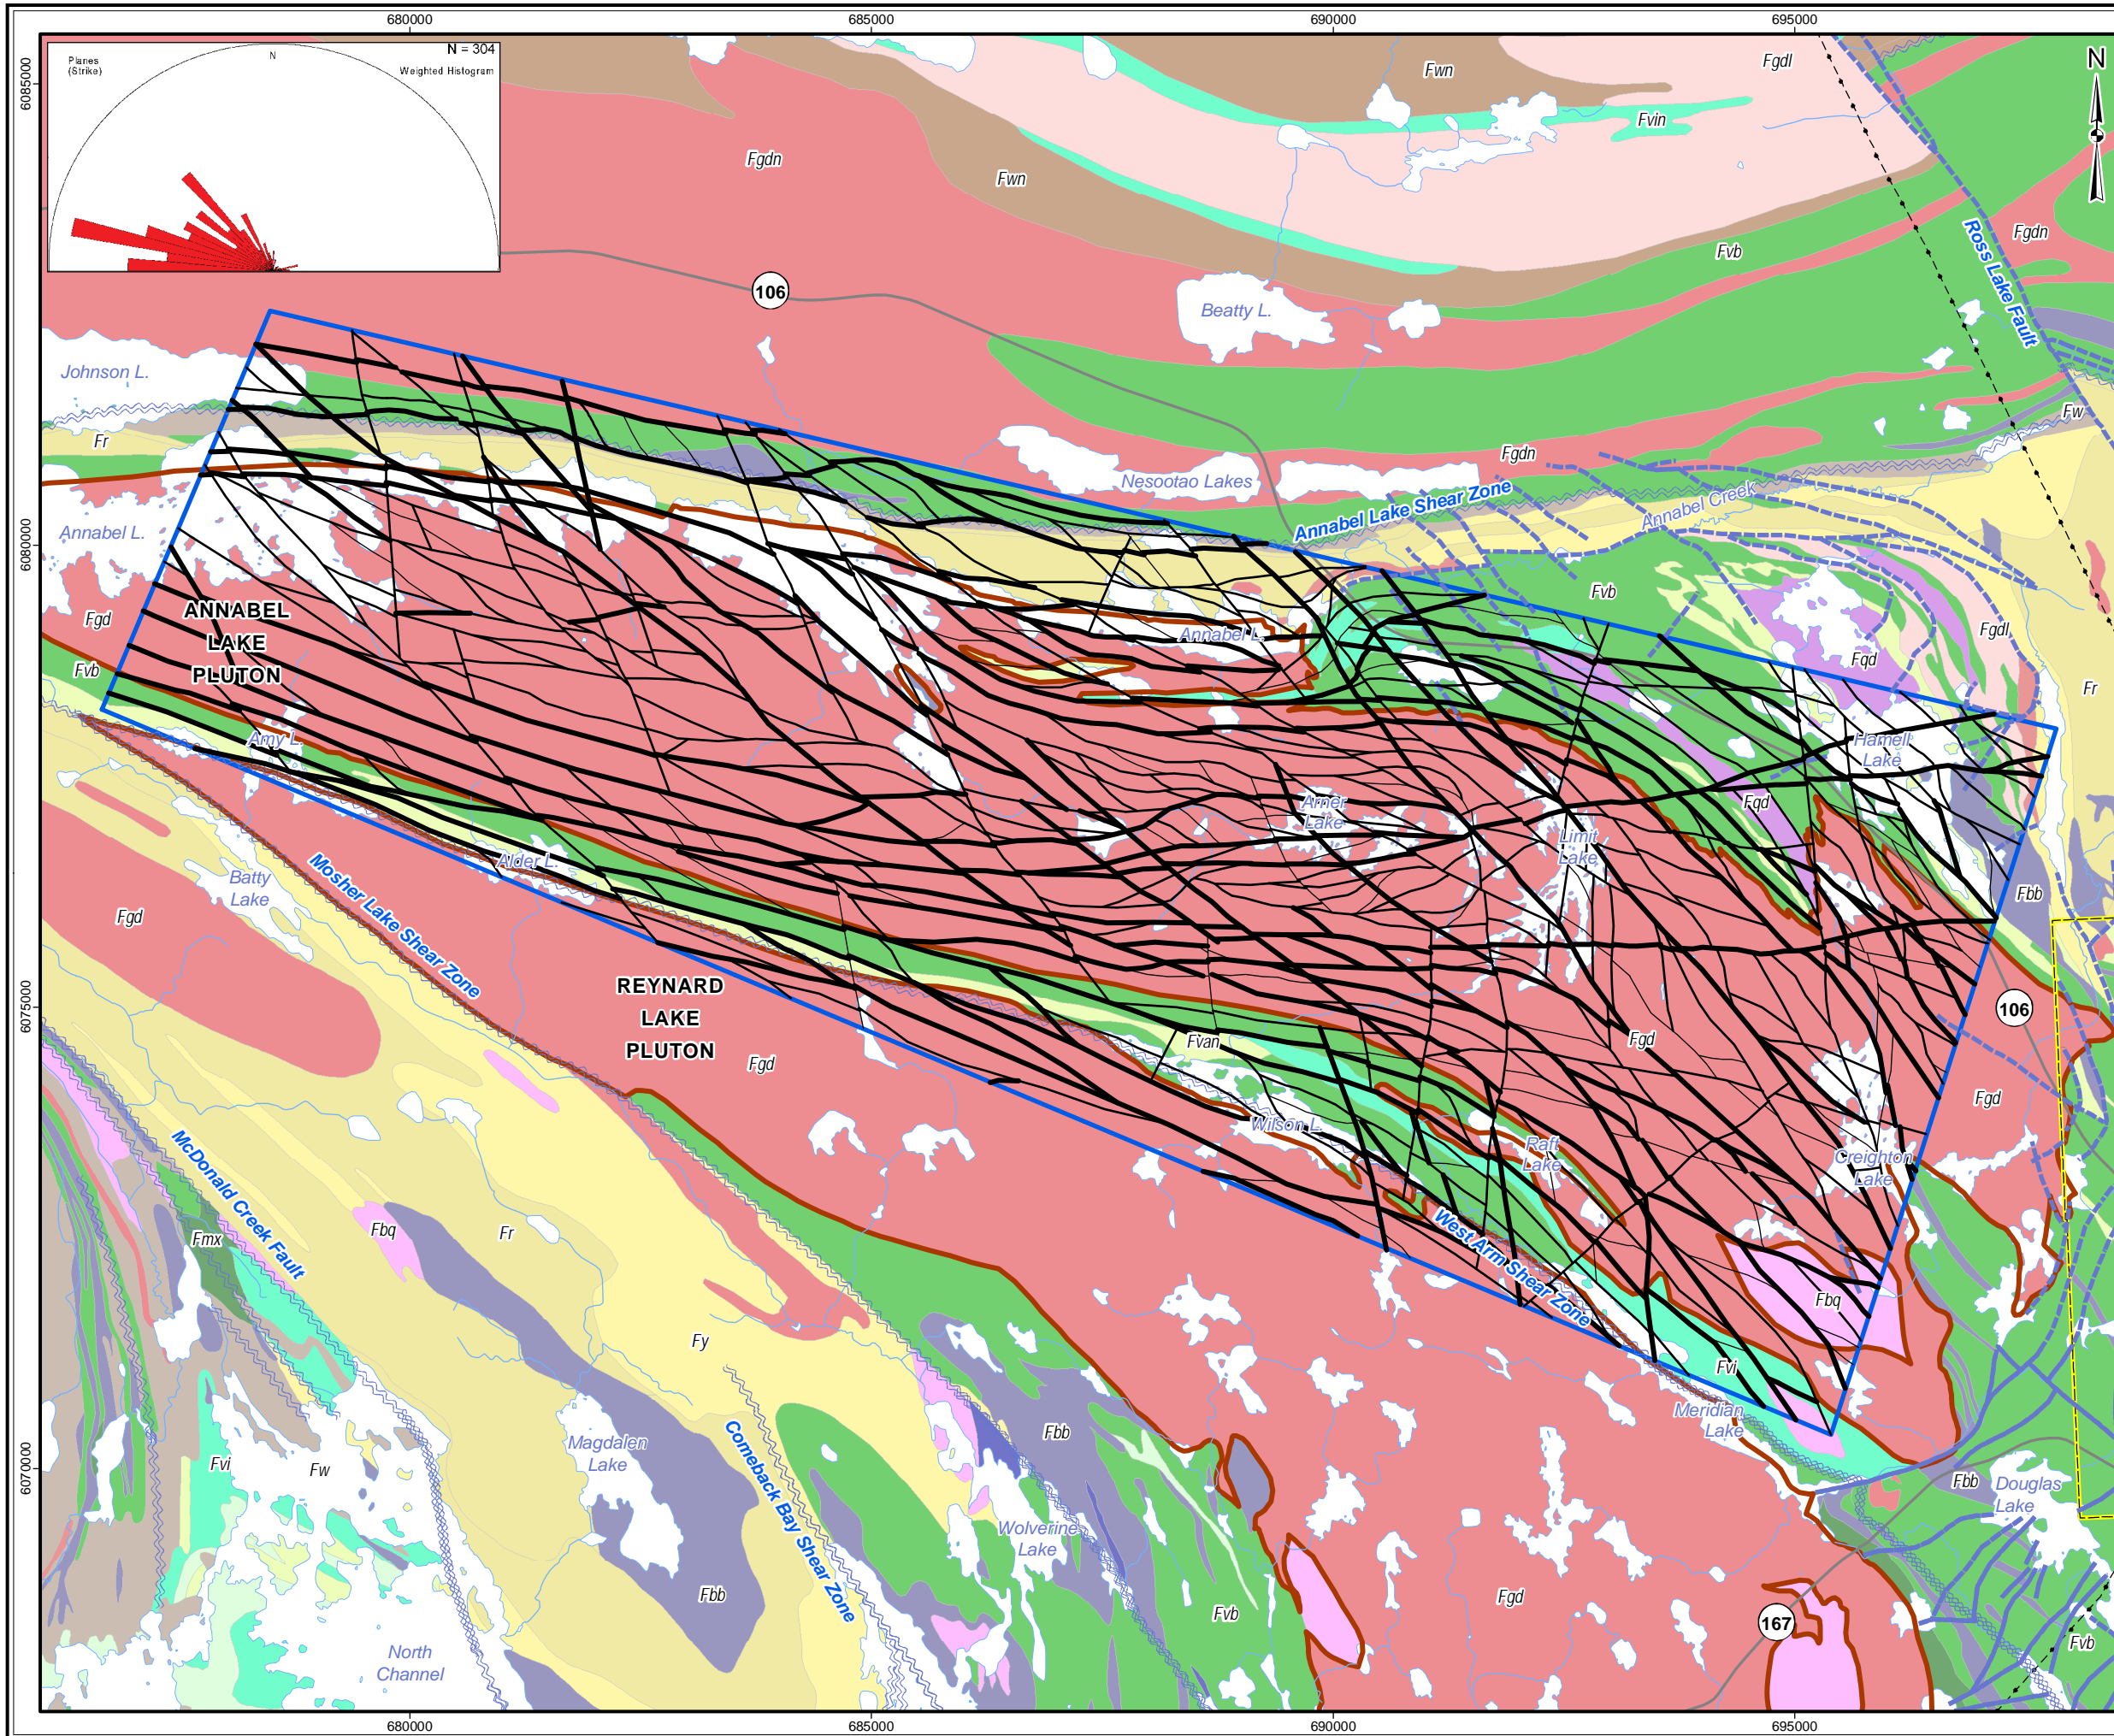 680000
685000
690000
695000
6085000
6080000
6075000
6070000
Planes
(Strike)
N
N = 304
Weighted Histogram
N
Fwn
Fgdl
Fvin
Fgdn
Fwn
Fvb
Fgdn
Ross Lake Fault
106
Beatty L.
Johnson L.
Fw
Fr
Fgdn
Nesootao Lakes
Annabel Lake Shear Zone
Annabel Creek
Annabel L.
Fvb
ANNABEL
LAKE
PLUTON
Fgd
Annabel L.
Fgdl
Fqd
Fvb
Fr
Amy L.
Hamell
Lake
Arner
Lake
Fqd
Limit
Lake
Alder L.
Mosher Lake Shear Zone
Batty
Lake
Fbb
Fgd
REYNARD
LAKE
PLUTON
106
Fvan
Fgd
Fgd
Fgd
Wilson L.
Raft
Lake
Creighton
Lake
McDonald Creek Fault
Fmx
Fbq
Fr
West Arm Shear Zone
Fbq
Fy
Fvi
Meridian
Lake
Comeback Bay Shear Zone
Magdalen
Lake
Fbb
Fvi
Fw
Fbb
Douglas
Lake
Wolverine
Lake
Fbb
Fgd
Fvb
167
Fvb
North
Channel
680000
685000
690000
695000